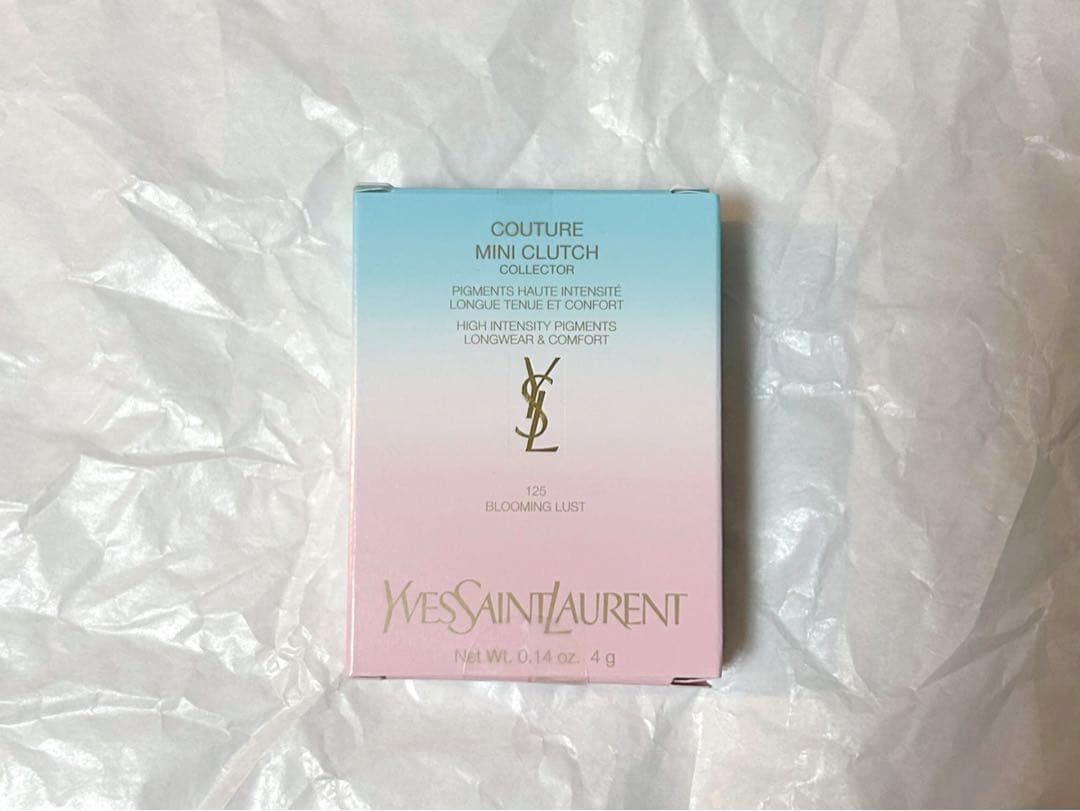 COUTURE
MINI CLUTCH
COLLECTOR
PIGMENTS HAUTE INTENSITÉ
LONGUE TENUE ET CONFORT
HIGH INTENSITY PIGMENTS
LONGWEAR & COMFORT
YSL
125
BLOOMING LUST
YVESSAINTLAURENT
Net Wt. 0.14 oz. 4 g